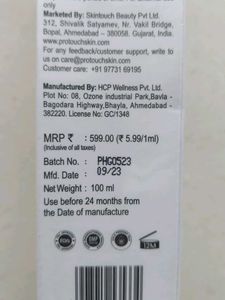 Marketed By: Skintouch Beauty Pvt Ltd.
312, Shivalik Satyamev, Nr. Vakil Bridge,
Bopal, Ahmedabad – 380058. Gujarat, India.
For any feedback/customer support write
to us on care@protouchskin.com
www.protouchskin.com
Customer care: +91 97731 69195
Manufactured By: HCP Wellness Pvt. Ltd.
Plot No: 08, Ozone industrial Park,Bavla -
Bagodara Highway,Bhayla, Ahmedabad -
382220. License No: GC/1348
MRP ₹ : 599.00 (₹ 5.99/1ml)
(Inclusive of all taxes)
Batch No. : PHG0523
Mfd. Date : 09/23
Net Weight : 100 ml
Use before 24 months from
the Date of manufacture
GMP
12M